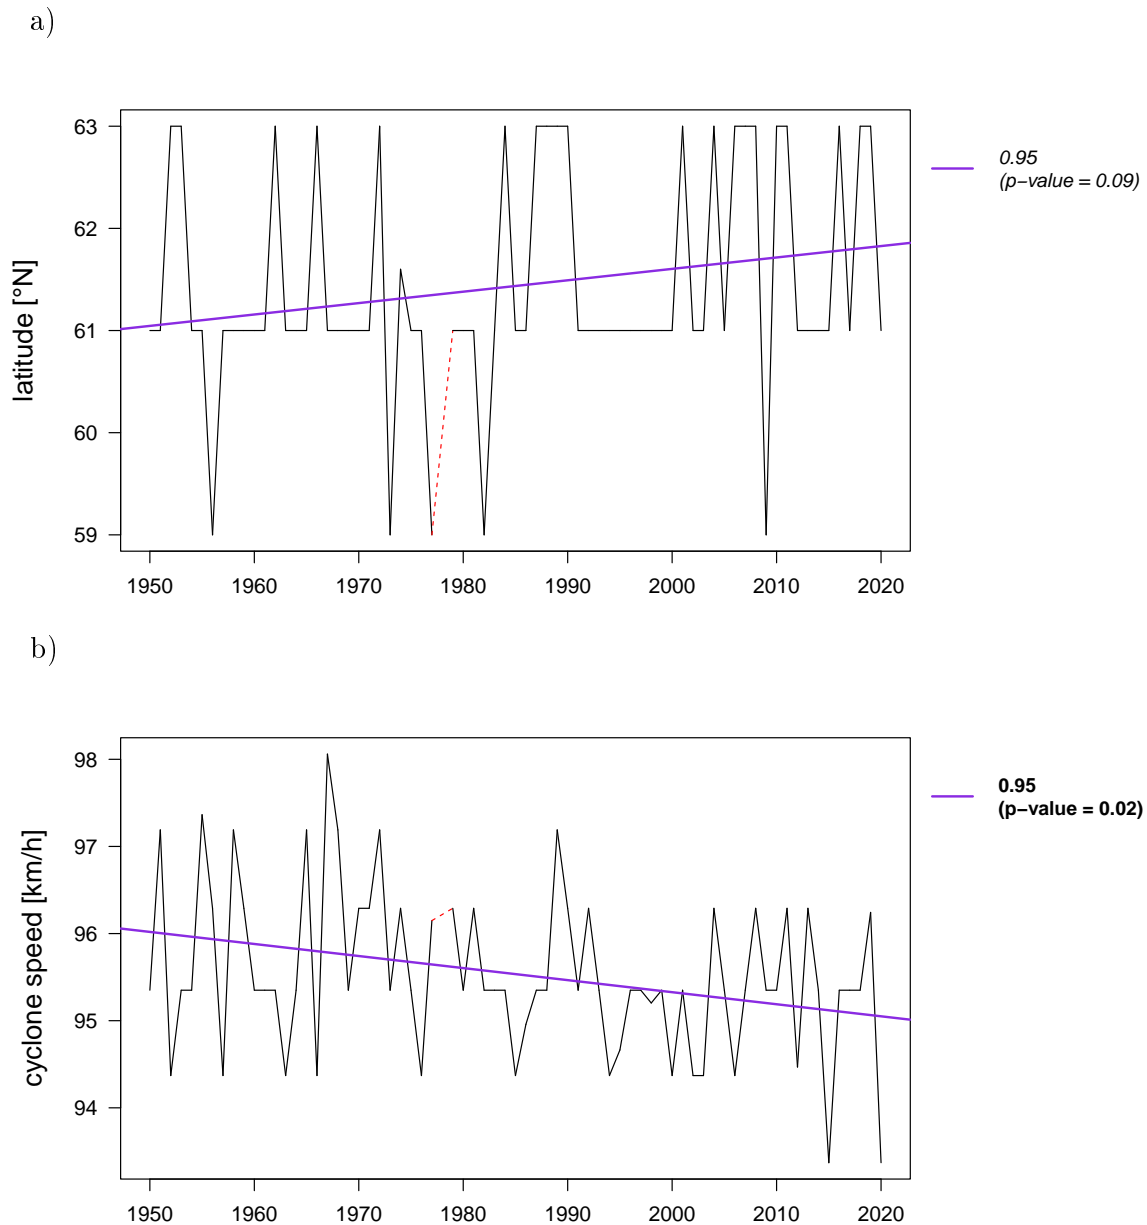 a)
63
62
61
60
59
latitude [°N]
1950 1960 1970 1980 1990 2000 2010 2020
0.95
(p−value = 0.09)
b)
98
97
96
95
94
cyclone speed [km/h]
1950 1960 1970 1980 1990 2000 2010 2020
0.95
(p−value = 0.02)